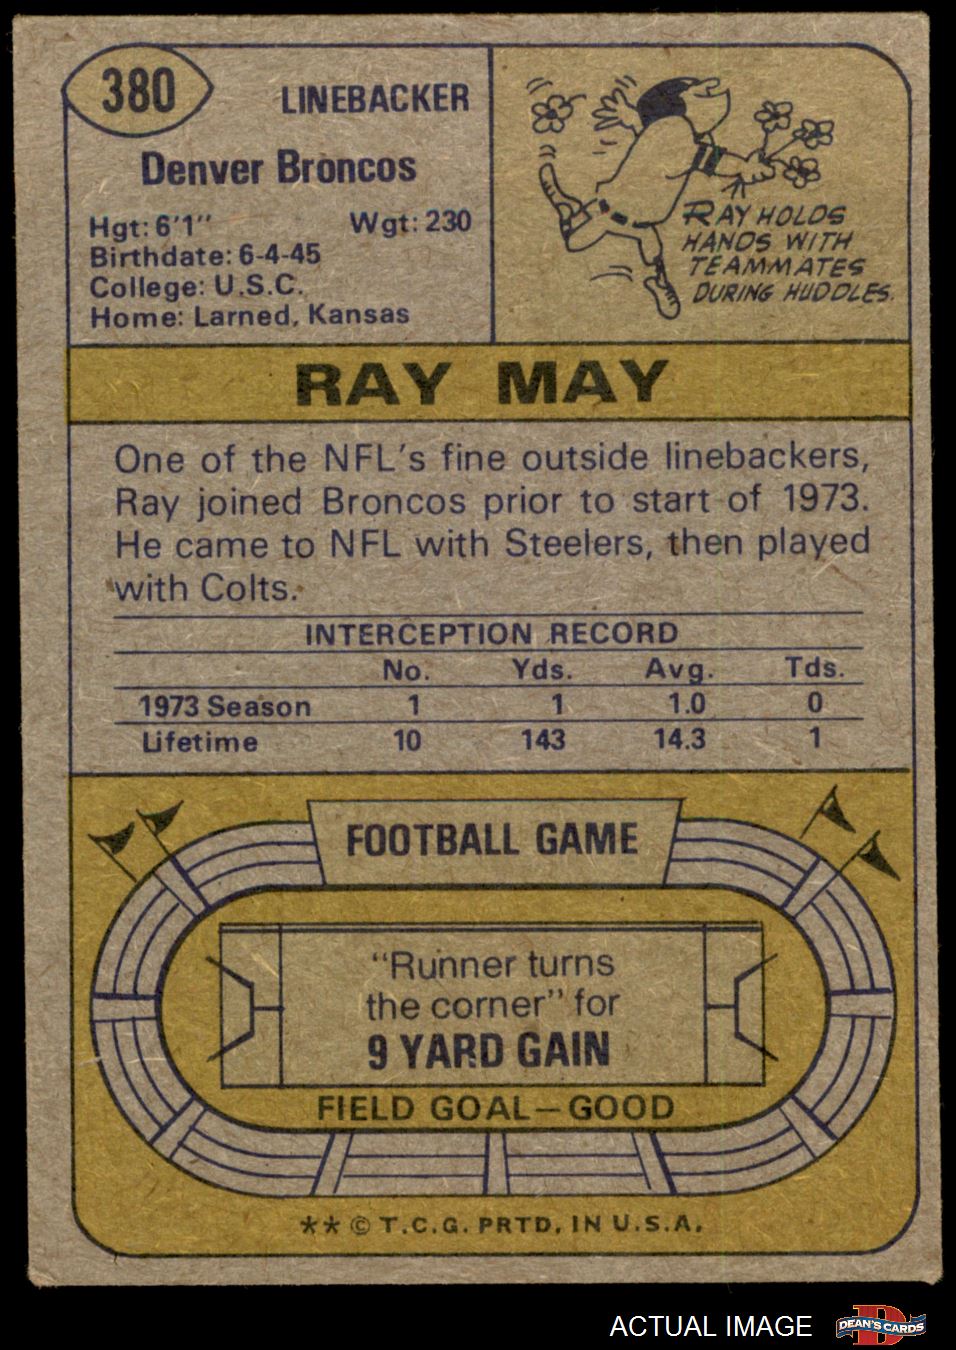 380
LINEBACKER
Denver Broncos
Hgt: 6'1" Wgt: 230
Birthdate: 6-4-45
College: U.S.C.
Home: Larned, Kansas
RAY HOLDS
HANDS WITH
TEAMMATES
DURING HUDDLES.
RAY MAY
One of the NFL's fine outside linebackers,
Ray joined Broncos prior to start of 1973.
He came to NFL with Steelers, then played
with Colts.
INTERCEPTION RECORD
No. Yds. Avg. Tds.
1973 Season 1 1 1.0 0
Lifetime 10 143 14.3 1
FOOTBALL GAME
"Runner turns
the corner" for
9 YARD GAIN
FIELD GOAL—GOOD
** © T.C.G. PRTD. IN U.S.A.
ACTUAL IMAGE
D
DEAN'S CARDS